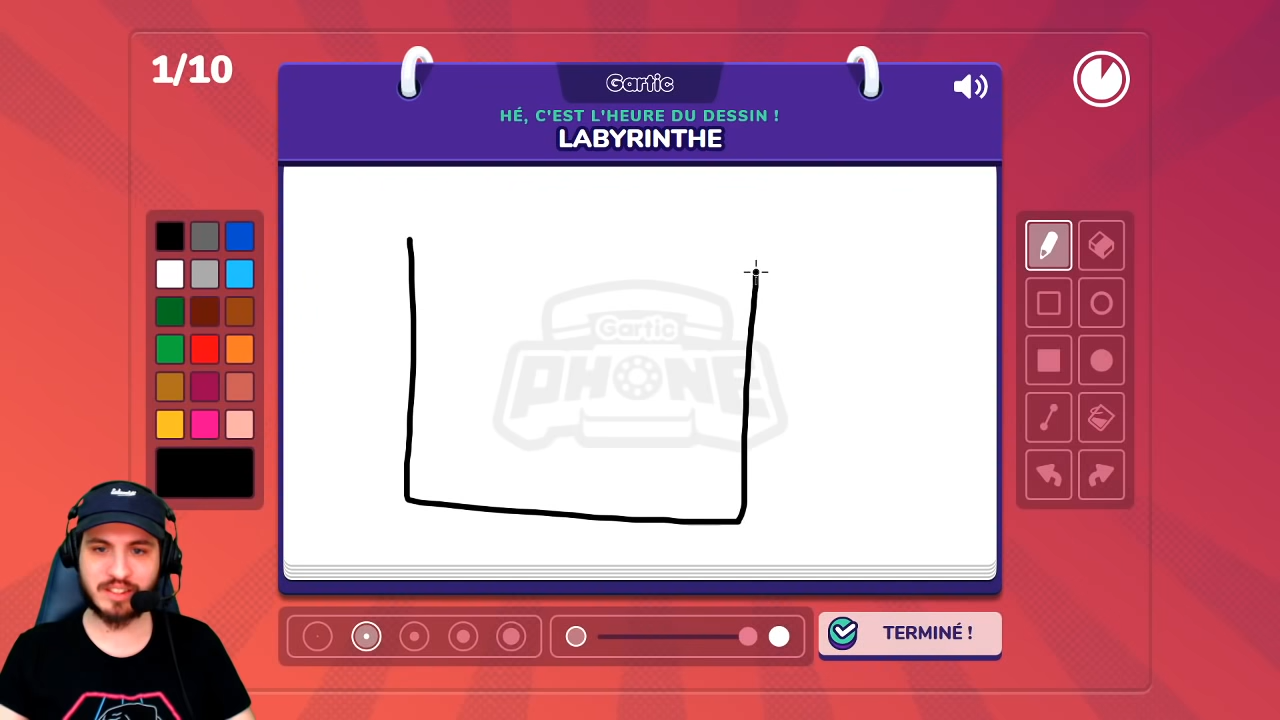 1/10
Gartic
HÉ, C'EST L'HEURE DU DESSIN !
LABYRINTHE
Gartic
PHONE
TERMINÉ !